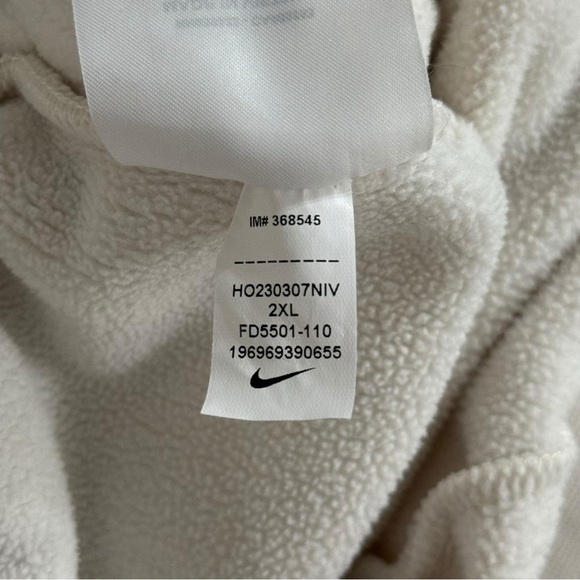 IM# 368545
----------
HO230307NIV
2XL
FD5501-110
196969390655